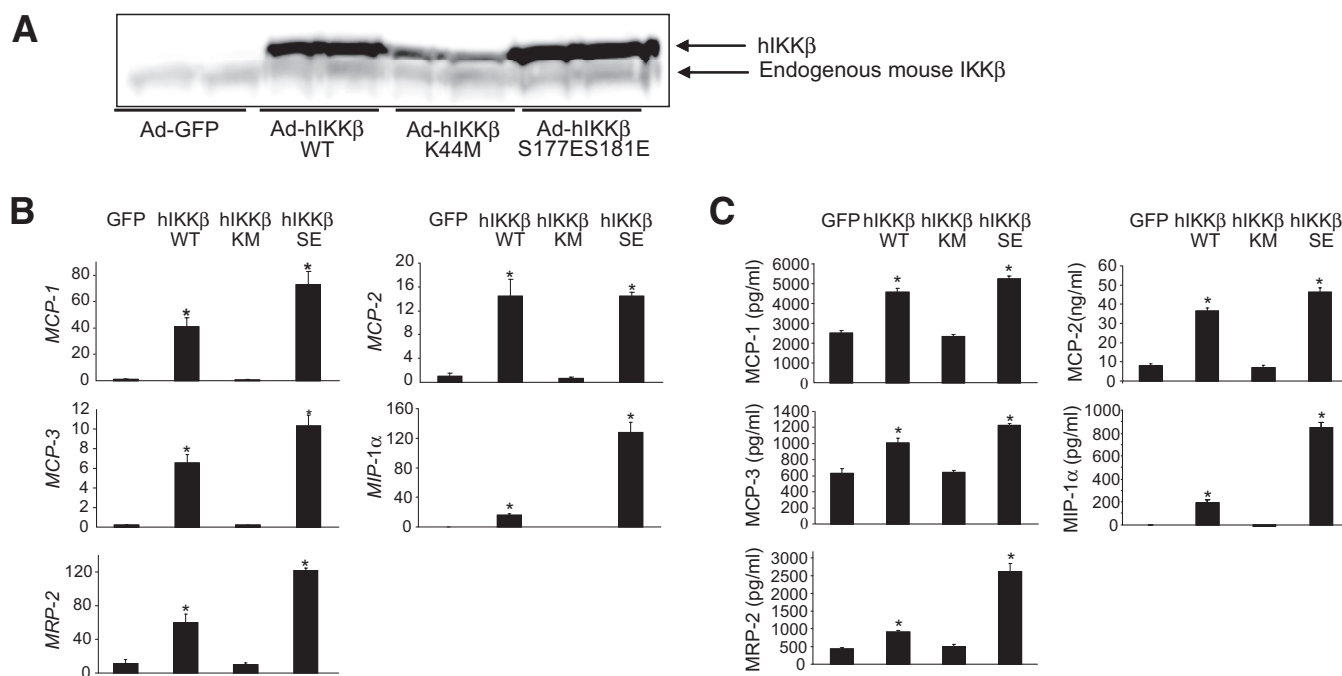 A
hIKKβ
Endogenous mouse IKKβ
Ad-GFP
Ad-hIKKβ
WT
Ad-hIKKβ
K44M
Ad-hIKKβ
S177ES181E
B
GFP
hIKKβ
WT
hIKKβ
KM
hIKKβ
SE
MCP-1
80
60
40
20
0
*
*
GFP
hIKKβ
WT
hIKKβ
KM
hIKKβ
SE
MCP-2
20
16
12
8
4
0
*
*
MCP-3
12
10
8
6
4
2
0
*
*
MIP-1α
160
120
80
40
0
*
*
MRP-2
120
80
40
0
*
*
C
GFP
hIKKβ
WT
hIKKβ
KM
hIKKβ
SE
MCP-1 (pg/ml)
6000
5000
4000
3000
2000
1000
0
*
*
GFP
hIKKβ
WT
hIKKβ
KM
hIKKβ
SE
MCP-2(ng/ml)
60
50
40
30
20
10
0
*
*
MCP-3 (pg/ml)
1400
1200
1000
800
600
400
200
0
*
*
MIP-1α (pg/ml)
1000
800
600
400
200
0
*
*
MRP-2 (pg/ml)
3000
2500
2000
1500
1000
500
0
*
*